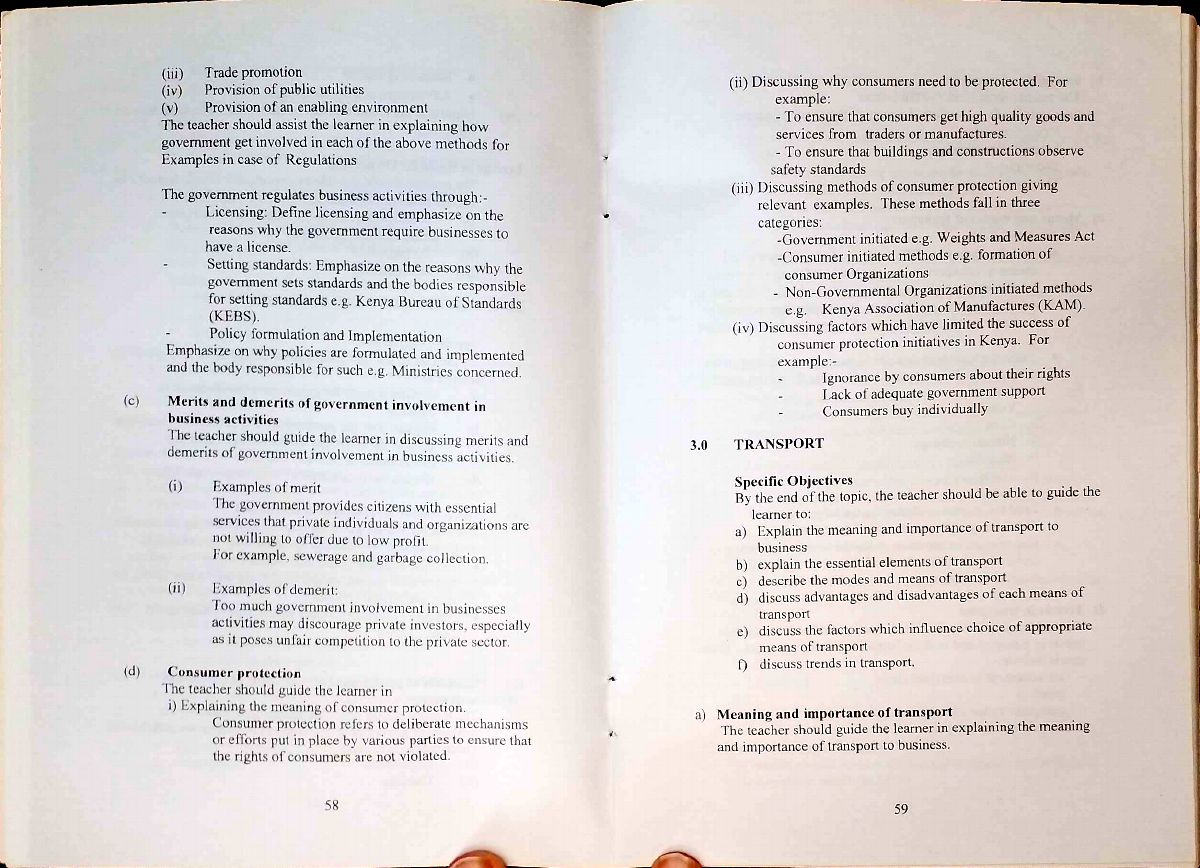 (iii) Trade promotion
(iv) Provision of public utilities
(v) Provision of an enabling environment
The teacher should assist the learner in explaining how
government get involved in each of the above methods for
Examples in case of Regulations
The government regulates business activities through:-
- Licensing: Define licensing and emphasize on the
reasons why the government require businesses to
have a license.
- Setting standards: Emphasize on the reasons why the
government sets standards and the bodies responsible
for setting standards e.g. Kenya Bureau of Standards
(KEBS).
- Policy formulation and Implementation
Emphasize on why policies are formulated and implemented
and the body responsible for such e.g. Ministries concerned.
(c) Merits and demerits of government involvement in
business activities
The teacher should guide the learner in discussing merits and
demerits of government involvement in business activities.
(i) Examples of merit
The government provides citizens with essential
services that private individuals and organizations are
not willing to offer due to low profit.
For example, sewerage and garbage collection.
(ii) Examples of demerit:
Too much government involvement in businesses
activities may discourage private investors, especially
as it poses unfair competition to the private sector.
(d) Consumer protection
The teacher should guide the learner in
i) Explaining the meaning of consumer protection.
Consumer protection refers to deliberate mechanisms
or efforts put in place by various parties to ensure that
the rights of consumers are not violated.
58
(ii) Discussing why consumers need to be protected. For
example:
- To ensure that consumers get high quality goods and
services from traders or manufactures.
- To ensure that buildings and constructions observe
safety standards
(iii) Discussing methods of consumer protection giving
relevant examples. These methods fall in three
categories:
-Government initiated e.g. Weights and Measures Act
-Consumer initiated methods e.g. formation of
consumer Organizations
- Non-Governmental Organizations initiated methods
e.g. Kenya Association of Manufactures (KAM).
(iv) Discussing factors which have limited the success of
consumer protection initiatives in Kenya. For
example:-
- Ignorance by consumers about their rights
- Lack of adequate government support
- Consumers buy individually
3.0 TRANSPORT
Specific Objectives
By the end of the topic, the teacher should be able to guide the
learner to:
a) Explain the meaning and importance of transport to
business
b) explain the essential elements of transport
c) describe the modes and means of transport
d) discuss advantages and disadvantages of each means of
transport
e) discuss the factors which influence choice of appropriate
means of transport
f) discuss trends in transport.
a) Meaning and importance of transport
The teacher should guide the learner in explaining the meaning
and importance of transport to business.
59